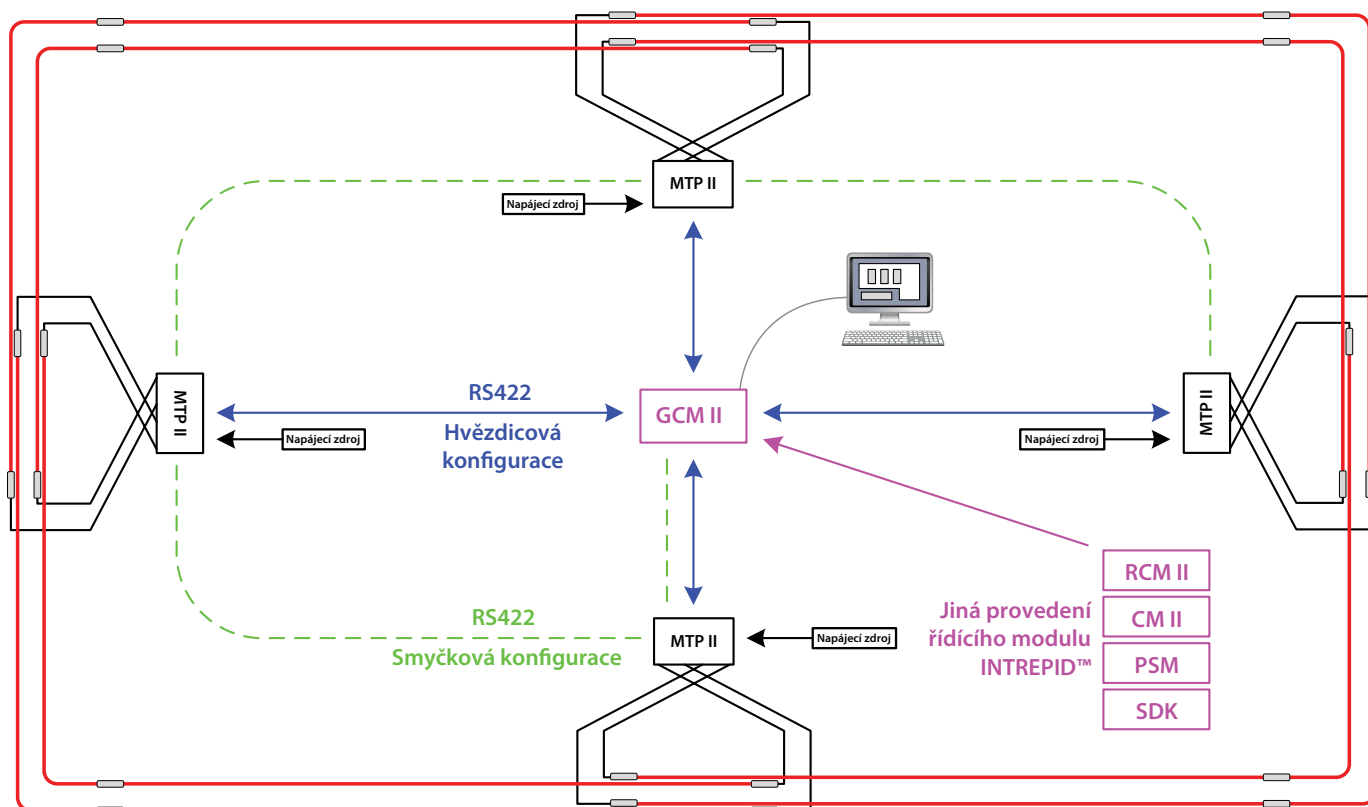 MTP II
Napájecí zdroj
MTP II
Napájecí zdroj
RS422
Hvězdicová
konfigurace
GCM II
Napájecí zdroj
MTP II
RS422
Smyčková konfigurace
MTP II
Napájecí zdroj
Jiná provedení
řídícího modulu
INTREPID™
RCM II
CM II
PSM
SDK